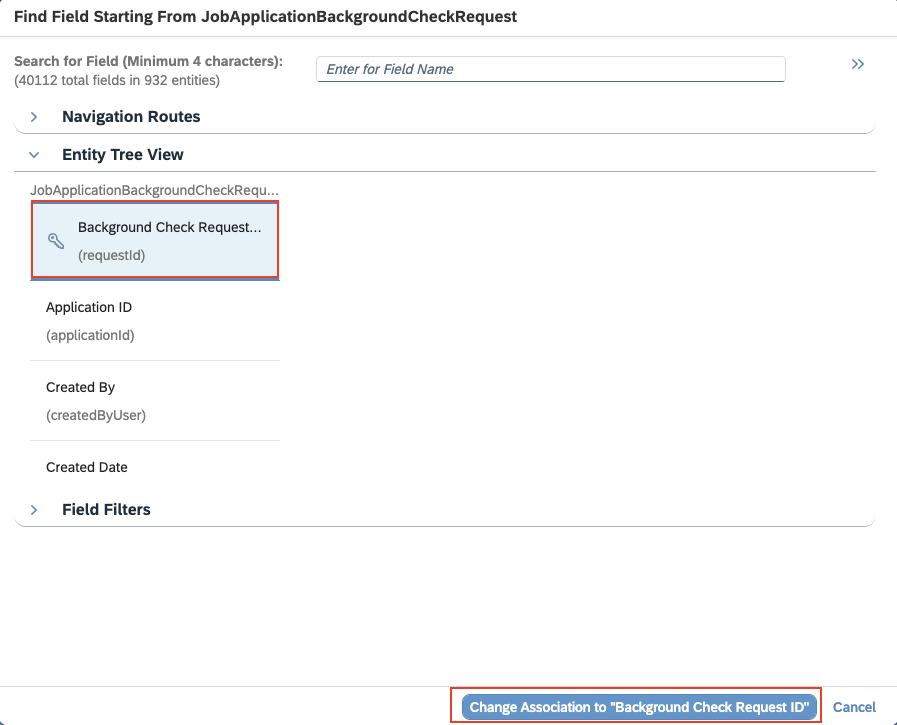 Find Field Starting From JobApplicationBackgroundCheckRequest
Search for Field (Minimum 4 characters):
(40112 total fields in 932 entities)
Enter for Field Name
Navigation Routes
Entity Tree View
JobApplicationBackgroundCheckRequ...
Background Check Request...
(requestId)
Application ID
(applicationId)
Created By
(createdByUser)
Created Date
Field Filters
Change Association to "Background Check Request ID"
Cancel